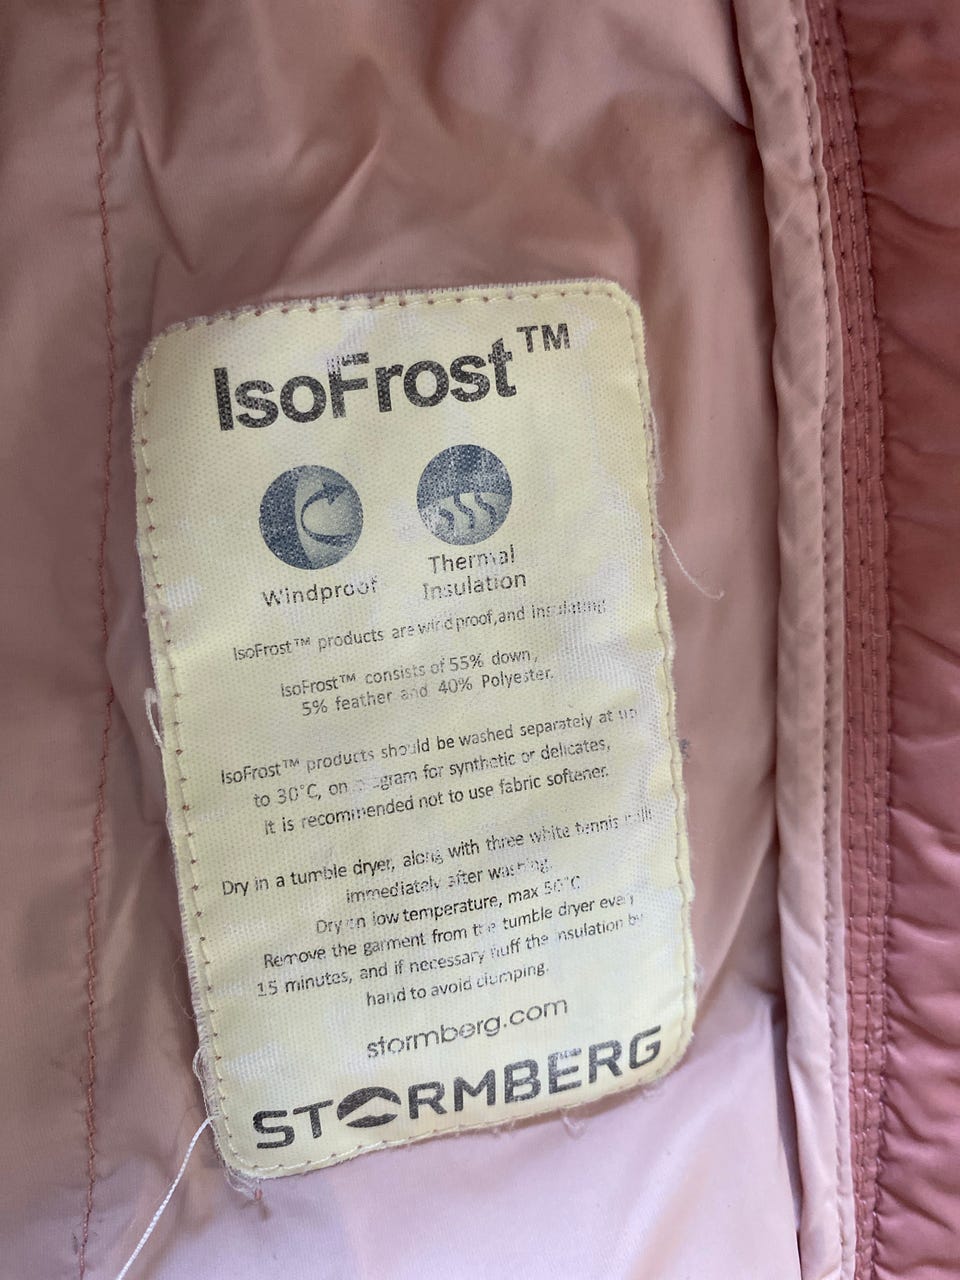 IsoFrost™
Windproof
Thermal
Insulation
IsoFrost™ products are windproof,and insulating
IsoFrost™ consists of 55% down,
5% feather and 40% Polyester.
IsoFrost™ products should be washed separately at up
to 30°C, on program for synthetic or delicates,
it is recommended not to use fabric softener.
Dry in a tumble dryer, along with three white tennis balls
immediately after washing.
Dry on low temperature, max 50°C
Remove the garment from the tumble dryer every
15 minutes, and if necessary fluff the insulation by
hand to avoid clumping.
stormberg.com
STORMBERG